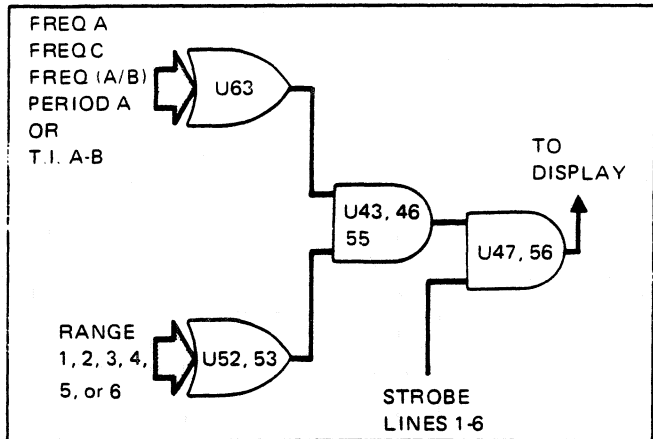 FREQ A
FREQ C
FREQ (A/B)
PERIOD A
OR
T.I. A-B
U63
TO
DISPLAY
U43, 46
55
U47, 56
RANGE
1, 2, 3, 4,
5, or 6
U52, 53
STROBE
LINES 1-6